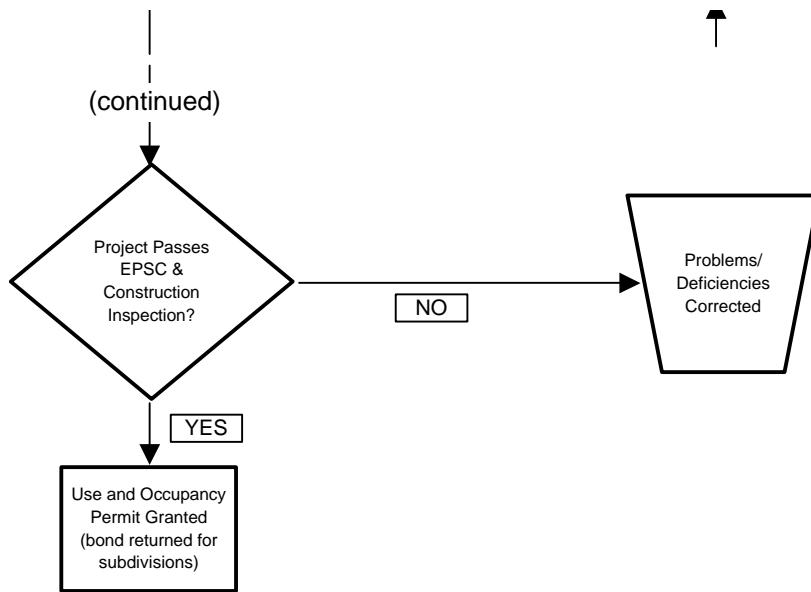 (continued)
Project Passes
EPSC &
Construction
Inspection?
NO
Problems/
Deficiencies
Corrected
YES
Use and Occupancy
Permit Granted
(bond returned for
subdivisions)